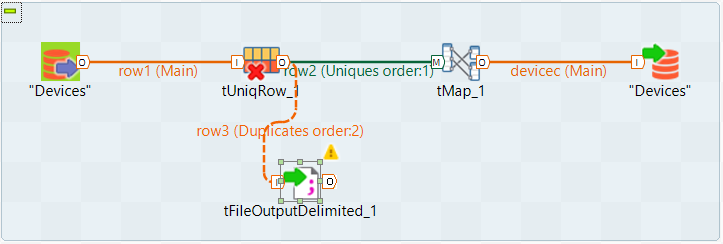 row1 (Main)
row2 (Uniques order:1)
devicec (Main)
"Devices"
tUniqRow_1
tMap_1
"Devices"
row3 (Duplicates order:2)
tFileOutputDelimited_1
O
I
O
M
O
I
I
O